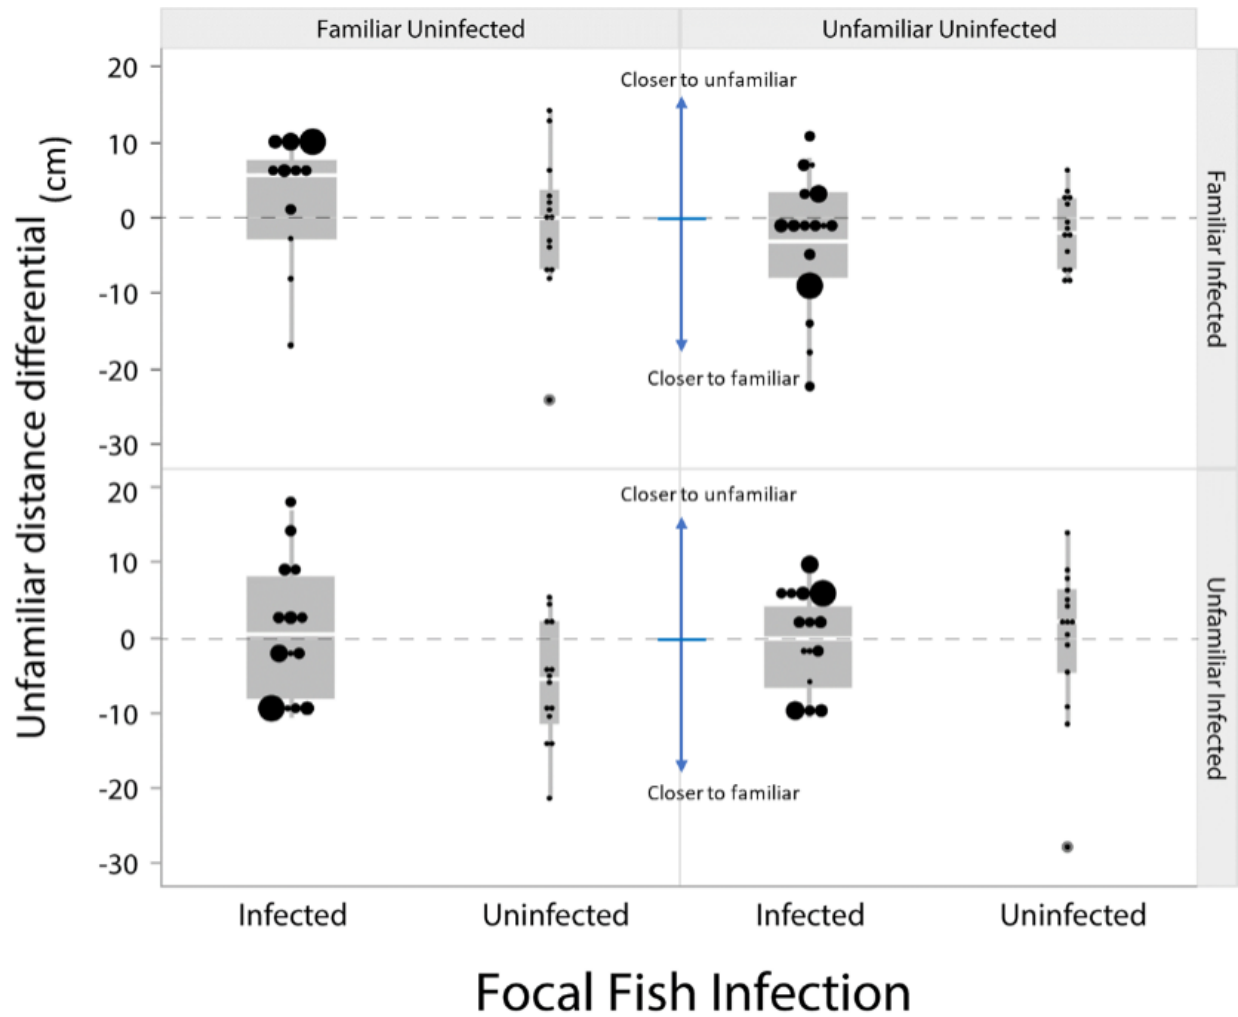 Familiar Uninfected
Unfamiliar Uninfected
Familiar Infected
Unfamiliar Infected
Unfamiliar distance differential
(cm)
20
10
0
-10
-20
-30
Closer to unfamiliar
Closer to familiar
20
10
0
-10
-20
-30
Closer to unfamiliar
Closer to familiar
Infected
Uninfected
Infected
Uninfected
Focal Fish Infection